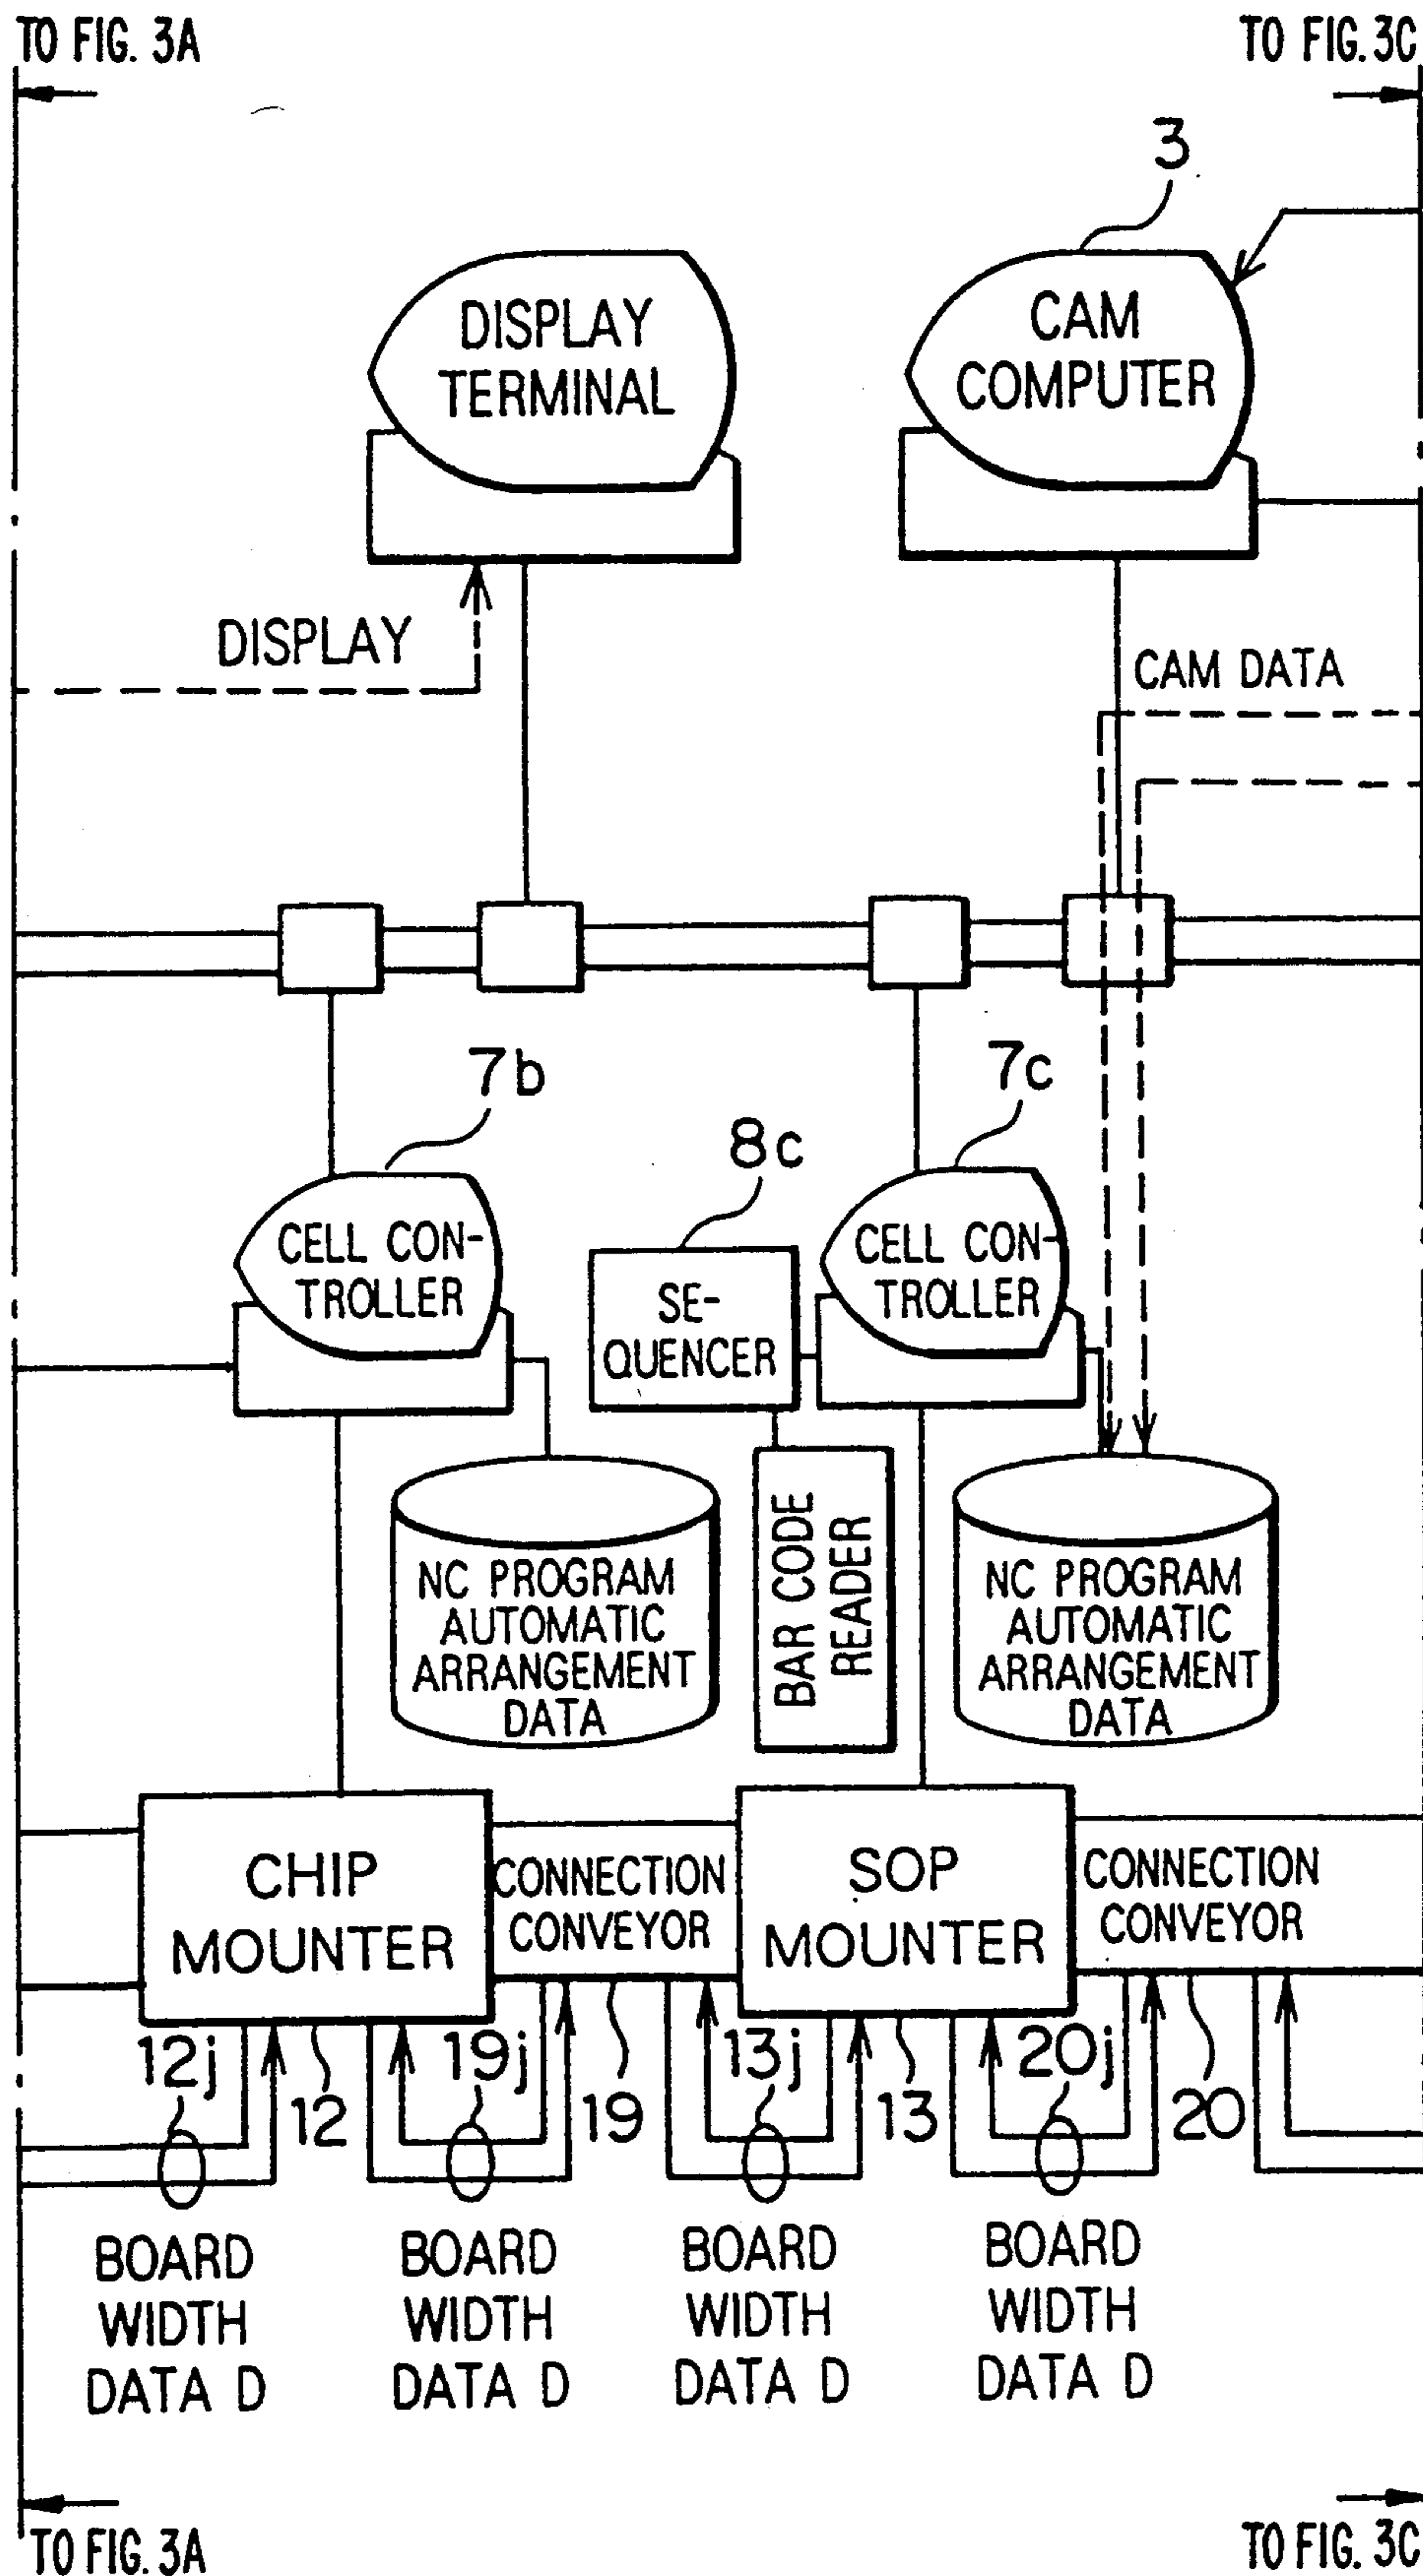 TO FIG. 3A
TO FIG. 3C
3
DISPLAY
TERMINAL
CAM
COMPUTER
DISPLAY
CAM DATA
7b
7c
8c
CELL CON-
TROLLER
SE-
QUENCER
CELL CON-
TROLLER
NC PROGRAM
AUTOMATIC
ARRANGEMENT
DATA
BAR CODE
READER
NC PROGRAM
AUTOMATIC
ARRANGEMENT
DATA
CHIP
MOUNTER
CONNECTION
CONVEYOR
SOP
MOUNTER
CONNECTION
CONVEYOR
12j
12
19j
19
13j
13
20j
20
BOARD
WIDTH
DATA D
BOARD
WIDTH
DATA D
BOARD
WIDTH
DATA D
BOARD
WIDTH
DATA D
TO FIG. 3A
TO FIG. 3C